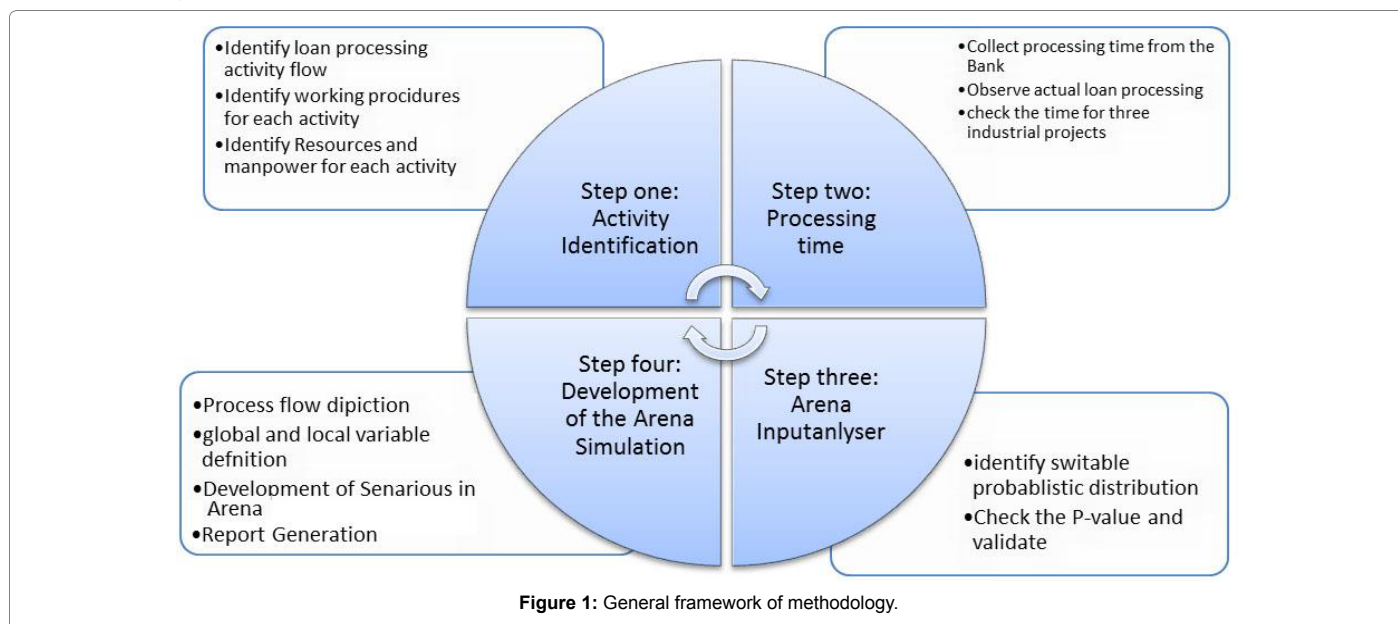 •Identify loan processing
activity flow
•Identify working procidures
for each activity
•Identify Resources and
manpower for each activity
•Collect processing time from the
Bank
•Observe actual loan processing
•check the time for three
industrial projects
Step one:
Activity
Identification
Step two:
Processing
time
Step three:
Arena
Inputanlyser
•identify switable
probablistic distribution
•Check the P-value and
validate
Step four:
Development
of the Arena
Simulation
•Process flow dipiction
•global and local variable
defnition
•Development of Senarious in
Arena
•Report Generation
Figure 1: General framework of methodology.